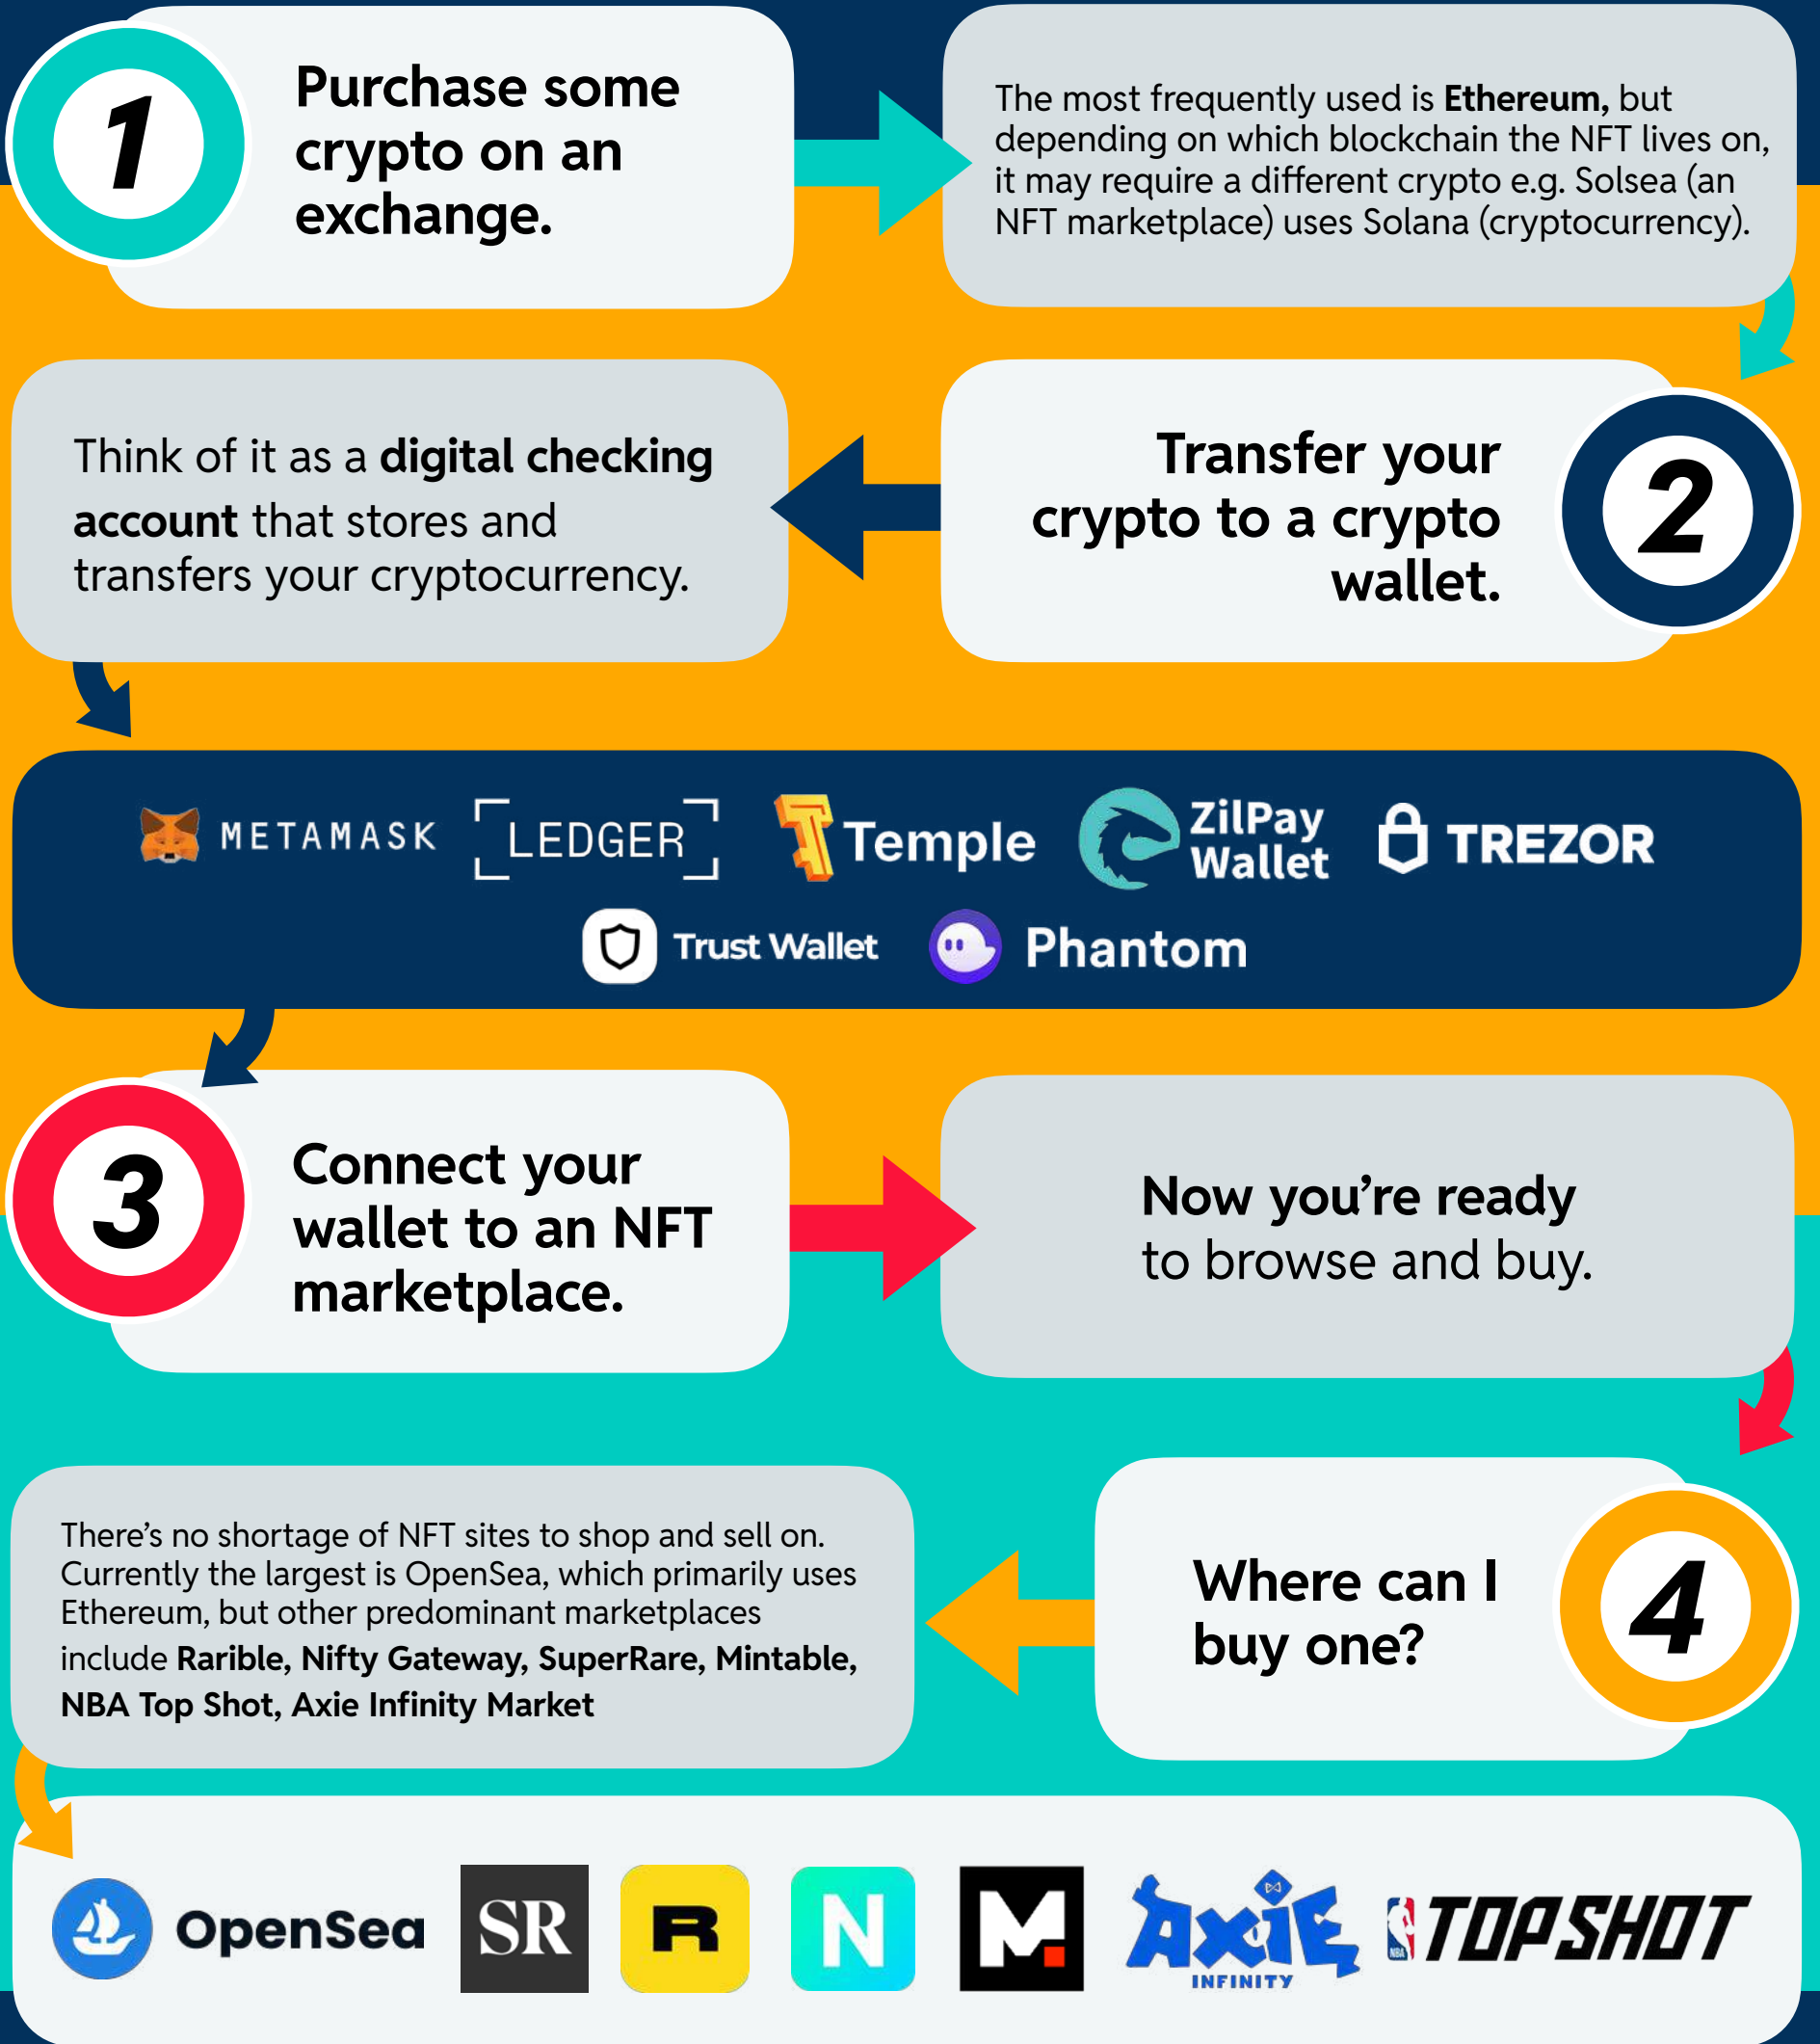 1
Purchase some
crypto on an
exchange.
The most frequently used is Ethereum, but
depending on which blockchain the NFT lives on,
it may require a different crypto e.g. Solsea (an
NFT marketplace) uses Solana (cryptocurrency).
2
Transfer your
crypto to a crypto
wallet.
Think of it as a digital checking
account that stores and
transfers your cryptocurrency.
METAMASK
LEDGER
Temple
ZilPay
Wallet
TREZOR
Trust Wallet
Phantom
3
Connect your
wallet to an NFT
marketplace.
Now you’re ready
to browse and buy.
4
Where can I
buy one?
There’s no shortage of NFT sites to shop and sell on.
Currently the largest is OpenSea, which primarily uses
Ethereum, but other predominant marketplaces
include Rarible, Nifty Gateway, SuperRare, Mintable,
NBA Top Shot, Axie Infinity Market
OpenSea
SR
R
N
M.
AXIE
INFINITY
NBA
TOP SHOT